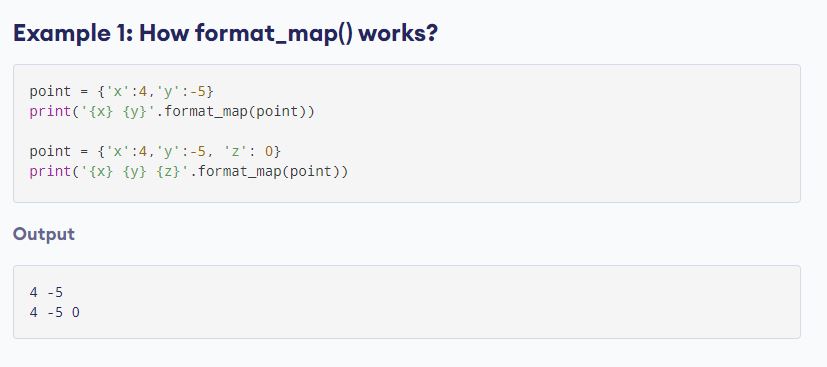 Example 1: How format_map() works?
point = {'x':4,'y':-5}
print('{x} {y}'.format_map(point))
point = {'x':4,'y':-5, 'z': 0}
print('{x} {y} {z}'.format_map(point))
Output
4 -5
4 -5 0